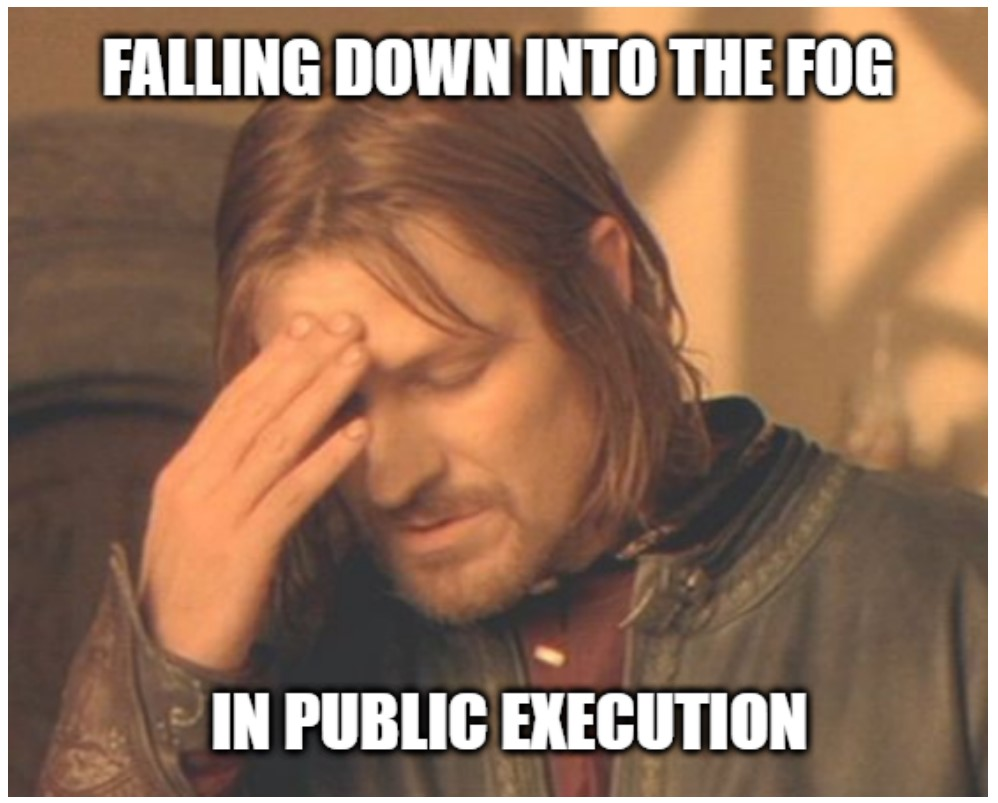 FALLING DOWN INTO THE FOG
IN PUBLIC EXECUTION